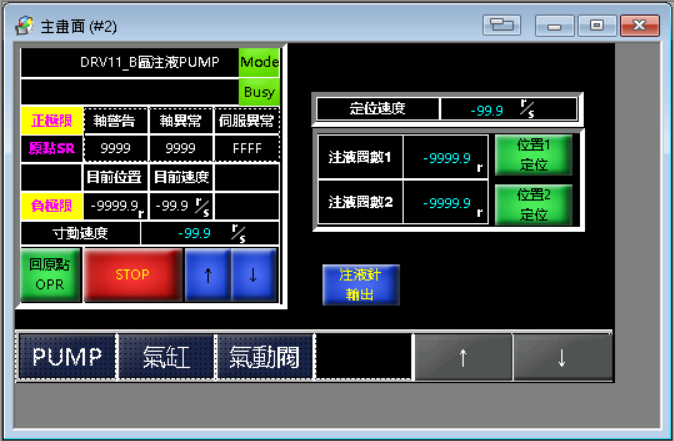 主畫面 (#2)
DRV11_B區注液PUMP Mode
Busy
正極限 軸警告 軸異常 伺服異常
原點SR 9999 9999 FFFF
目前位置 目前速度
負極限 -9999.9 r -99.9 r/s
寸動速度 -99.9 r/s
回原點
OPR
STOP
↑
↓
定位速度 -99.9 r/s
注液圈數1 -9999.9 r
位置1
定位
注液圈數2 -9999.9 r
位置2
定位
注液針
輸出
PUMP 氣缸 氣動閥 ↑ ↓